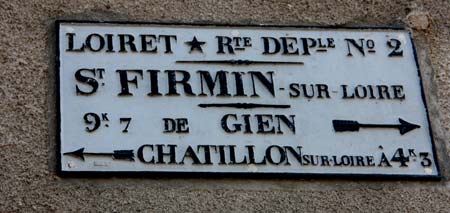 LOIRET ★ RTE DEPLE NO 2
ST FIRMIN-SUR-LOIRE
9K 7 DE GIEN
CHATILLON SUR-LOIRE À 4K 3